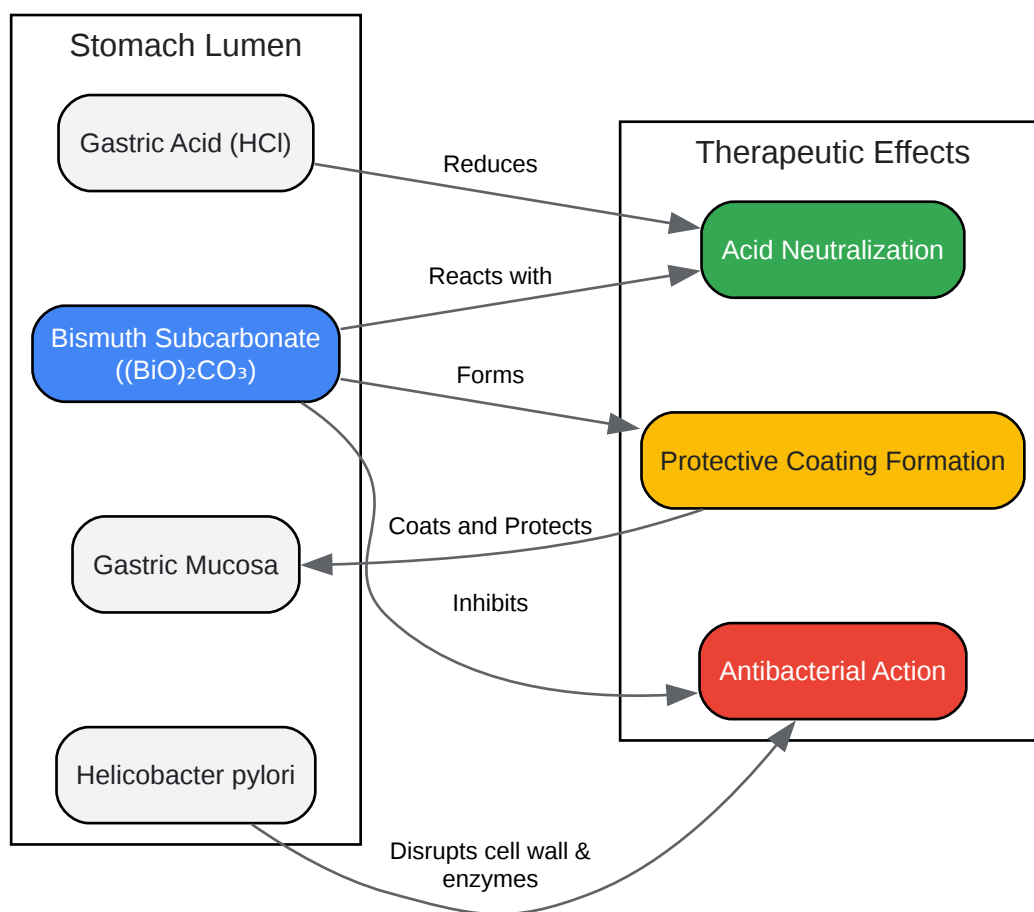 Stomach Lumen
Gastric Acid (HCl)
Reduces
Therapeutic Effects
Acid Neutralization
Reacts with
Bismuth Subcarbonate
((BiO)₂CO₃)
Forms
Protective Coating Formation
Coats and Protects
Gastric Mucosa
Inhibits
Antibacterial Action
Helicobacter pylori
Disrupts cell wall &
enzymes